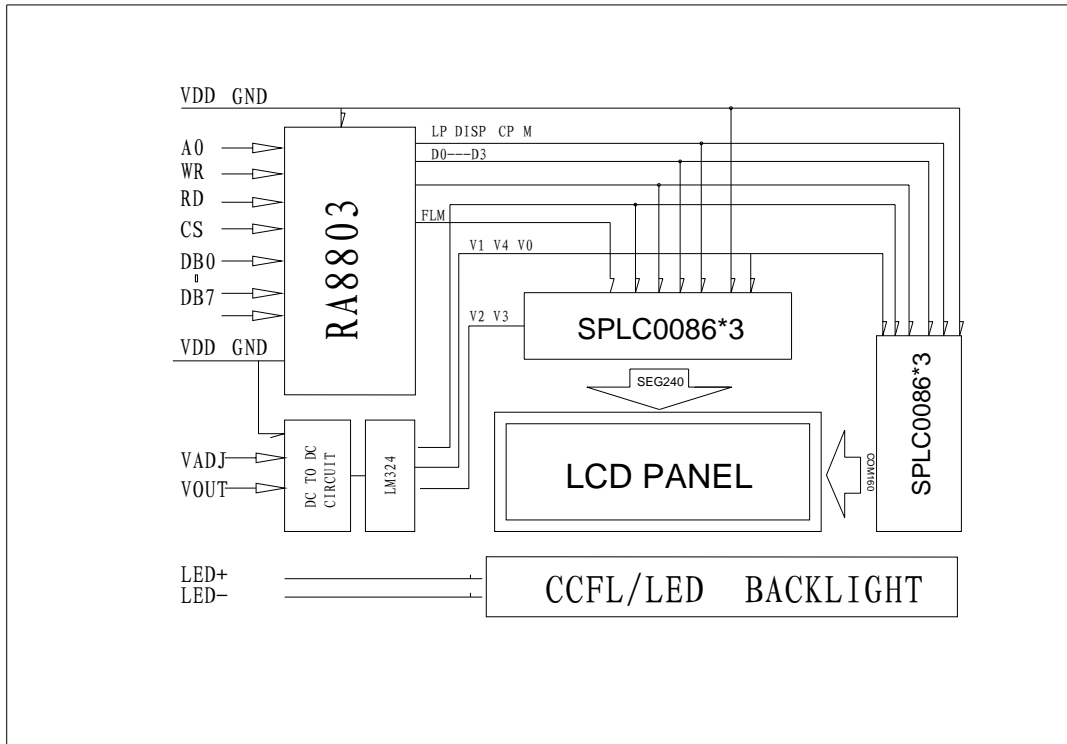 VDD GND
LP DISP CP M
A0
D0---D3
WR
RD
FLM
CS
RA8803
V1 V4 V0
DB0
DB7
V2 V3
SPLC0086*3
VDD GND
SEG240
SPLC0086*3
VADJ
VOUT
DC TO DC
CIRCUIT
LM324
LCD PANEL
COM160
LED+
LED-
CCFL/LED BACKLIGHT